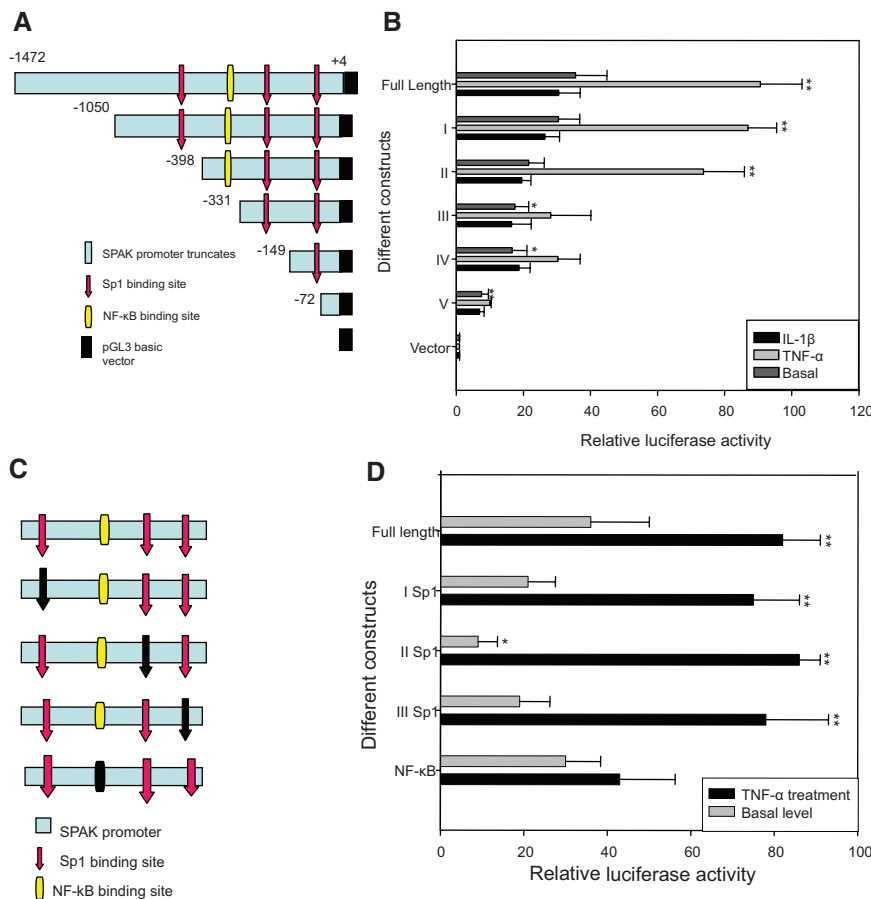 A
-1472
+4
-1050
-398
-331
-149
-72
SPAK promoter truncates
Sp1 binding site
NF-κB binding site
pGL3 basic
vector
B
Different constructs
Full Length
I
II
III
IV
V
Vector
**
**
**
*
*
**
**
IL-1β
TNF-α
Basal
0
20
40
60
80
100
120
Relative luciferase activity
C
SPAK promoter
Sp1 binding site
NF-kB binding site
D
Different constructs
Full length
I Sp1
II Sp1
III Sp1
NF-κB
**
**
*
**
**
TNF-α treatment
Basal level
0
20
40
60
80
100
Relative luciferase activity